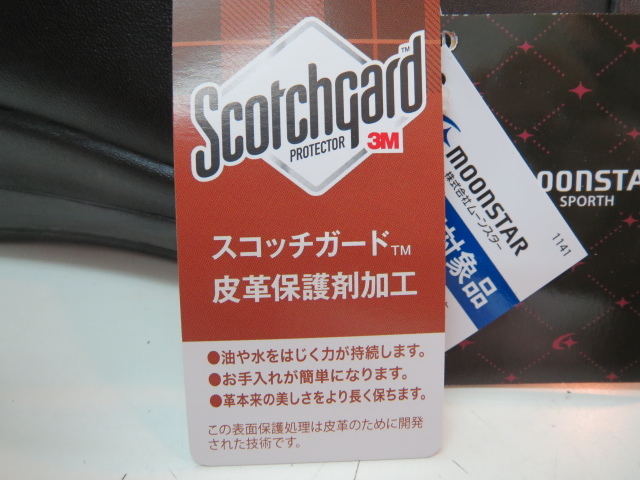 Scotchgard™
PROTECTOR 3M
スコッチガード™
皮革保護剤加工
●油や水をはじく力が持続します。
●お手入れが簡単になります。
●革本来の美しさをより長く保ちます。
この表面保護処理は皮革のために開発
された技術です。
moonSTAR
株式会社ムーンスター
1141
対象品
SPORTH